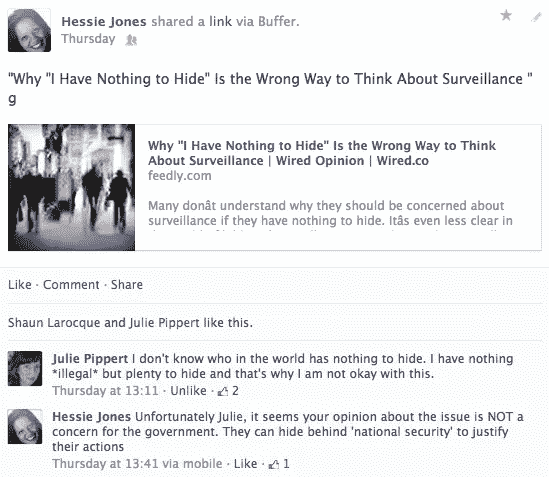 Hessie Jones shared a link via Buffer.
Thursday
"Why "I Have Nothing to Hide" Is the Wrong Way to Think About Surveillance "
g
Why "I Have Nothing to Hide" Is the Wrong Way to Think
About Surveillance | Wired Opinion | Wired.co
feedly.com
Many donât understand why they should be concerned about
surveillance if they have nothing to hide. Itâs even less clear in
Like · Comment · Share
Shaun Larocque and Julie Pippert like this.
Julie Pippert I don't know who in the world has nothing to hide. I have nothing
*illegal* but plenty to hide and that's why I am not okay with this.
Thursday at 13:11 · Unlike · 2
Hessie Jones Unfortunately Julie, it seems your opinion about the issue is NOT a
concern for the government. They can hide behind 'national security' to justify
their actions
Thursday at 13:41 via mobile · Like · 1